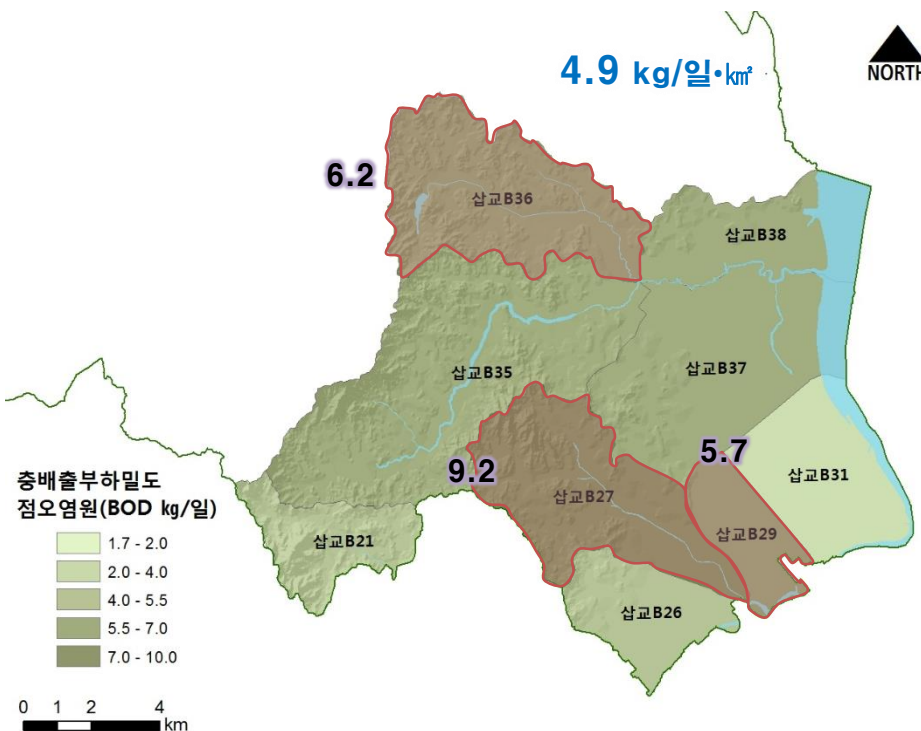 4.9 kg/일·㎢
NORTH
6.2
삽교B36
삽교B38
삽교B35
삽교B37
5.7
9.2
삽교B31
삽교B27
삽교B29
삽교B21
삽교B26
총배출부하밀도
점오염원(BOD kg/일)
1.7 - 2.0
2.0 - 4.0
4.0 - 5.5
5.5 - 7.0
7.0 - 10.0
0 1 2 4
km